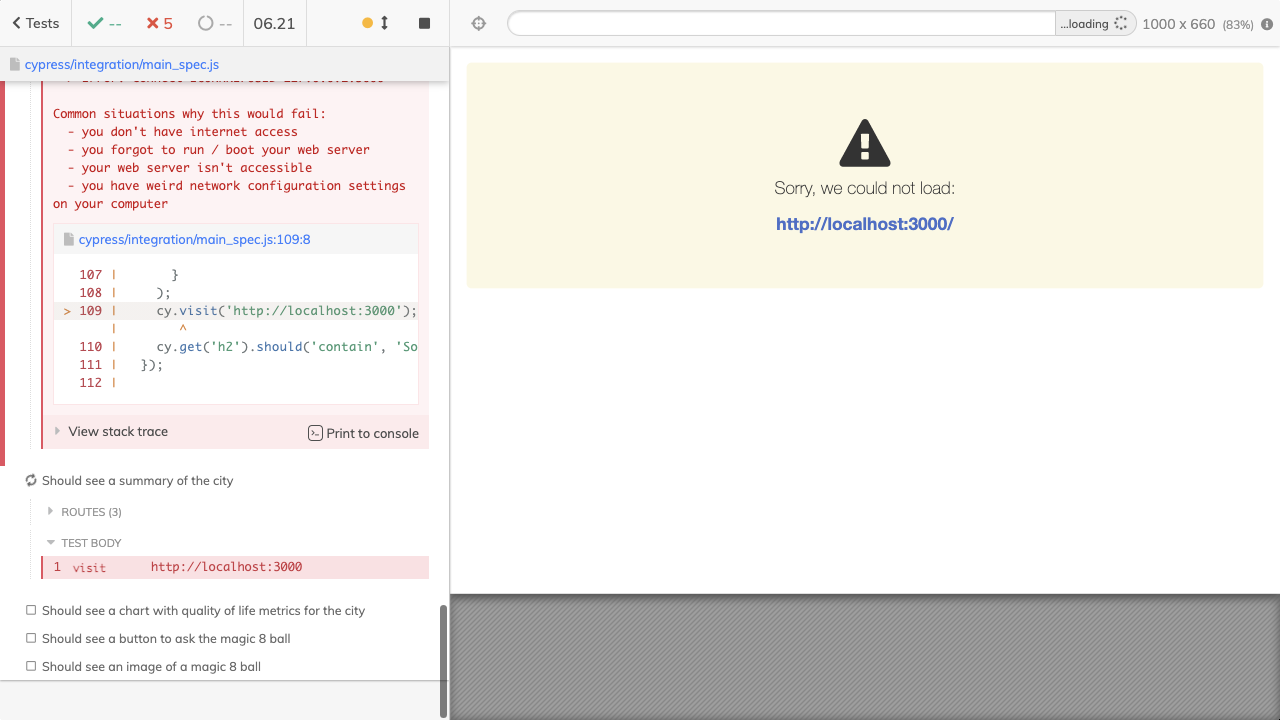 Tests
--
5
--
06.21
...loading
1000 x 660 (83%)
cypress/integration/main_spec.js
Common situations why this would fail:
- you don't have internet access
- you forgot to run / boot your web server
- your web server isn't accessible
- you have weird network configuration settings
on your computer
cypress/integration/main_spec.js:109:8
107 | }
108 | );
> 109 | cy.visit('http://localhost:3000');
| ^
110 | cy.get('h2').should('contain', 'So
111 | });
112 |
View stack trace
Print to console
Should see a summary of the city
ROUTES (3)
TEST BODY
1 visit http://localhost:3000
Should see a chart with quality of life metrics for the city
Should see a button to ask the magic 8 ball
Should see an image of a magic 8 ball
Sorry, we could not load:
http://localhost:3000/